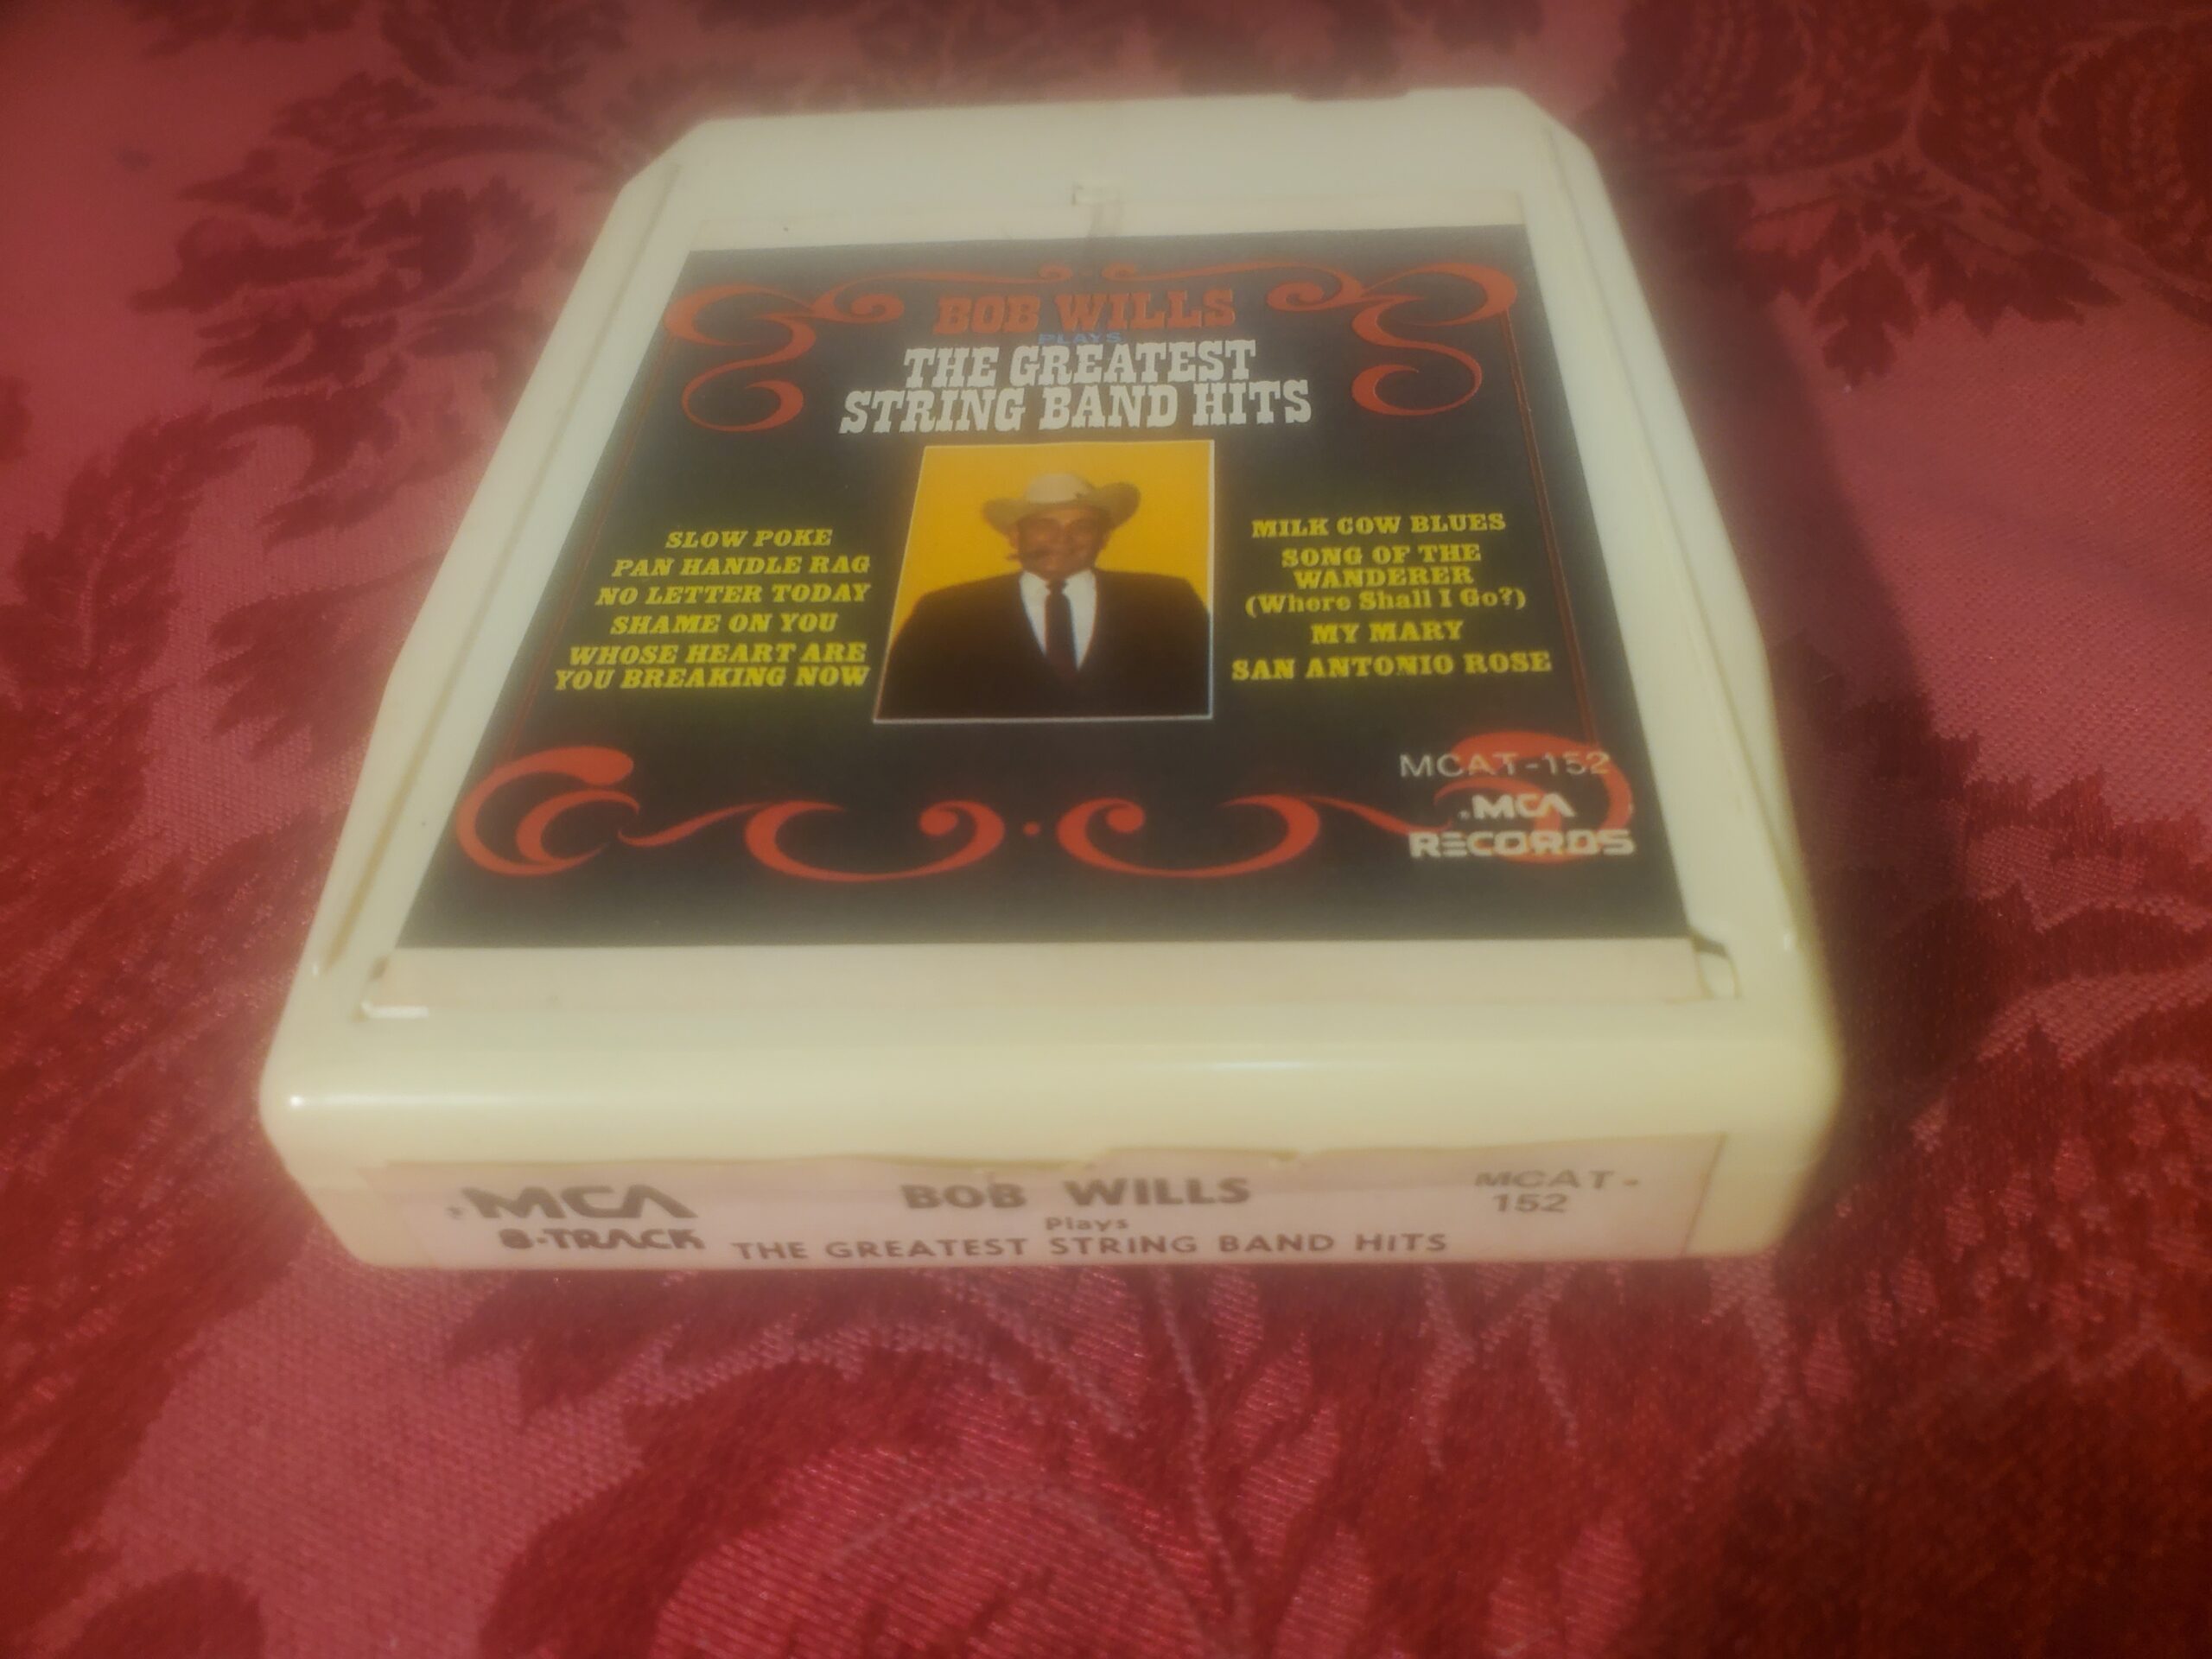 BOB WILLS
PLAYS
THE GREATEST
STRING BAND HITS
SLOW POKE
PAN HANDLE RAG
NO LETTER TODAY
SHAME ON YOU
WHOSE HEART ARE
YOU BREAKING NOW
MILK COW BLUES
SONG OF THE
WANDERER
(Where Shall I Go?)
MY MARY
SAN ANTONIO ROSE
MCAT-152
MCA
RECORDS
MCA
8-TRACK
BOB WILLS
Plays
THE GREATEST STRING BAND HITS
MCAT-
152